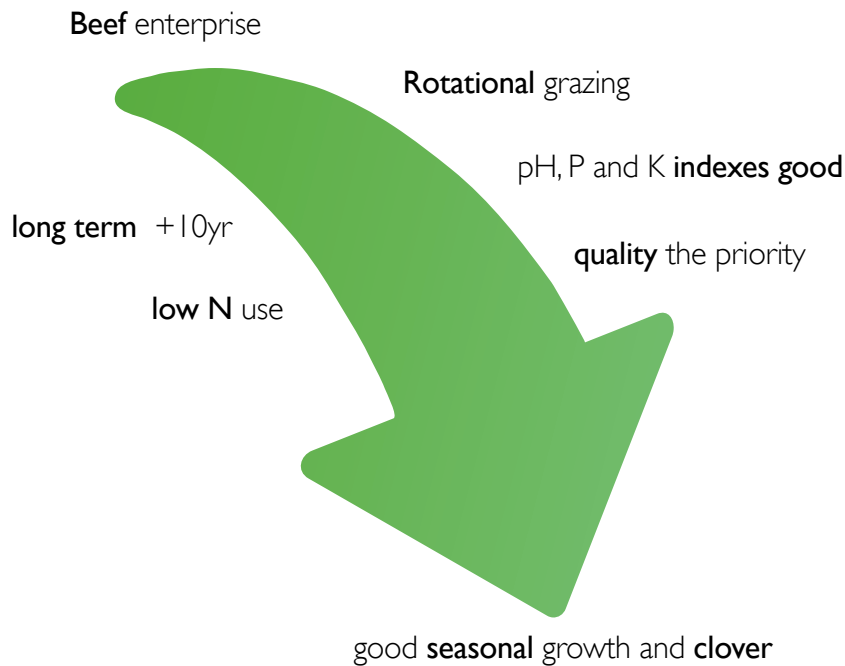 Beef enterprise
Rotational grazing
pH, P and K indexes good
long term +10yr
quality the priority
low N use
good seasonal growth and clover